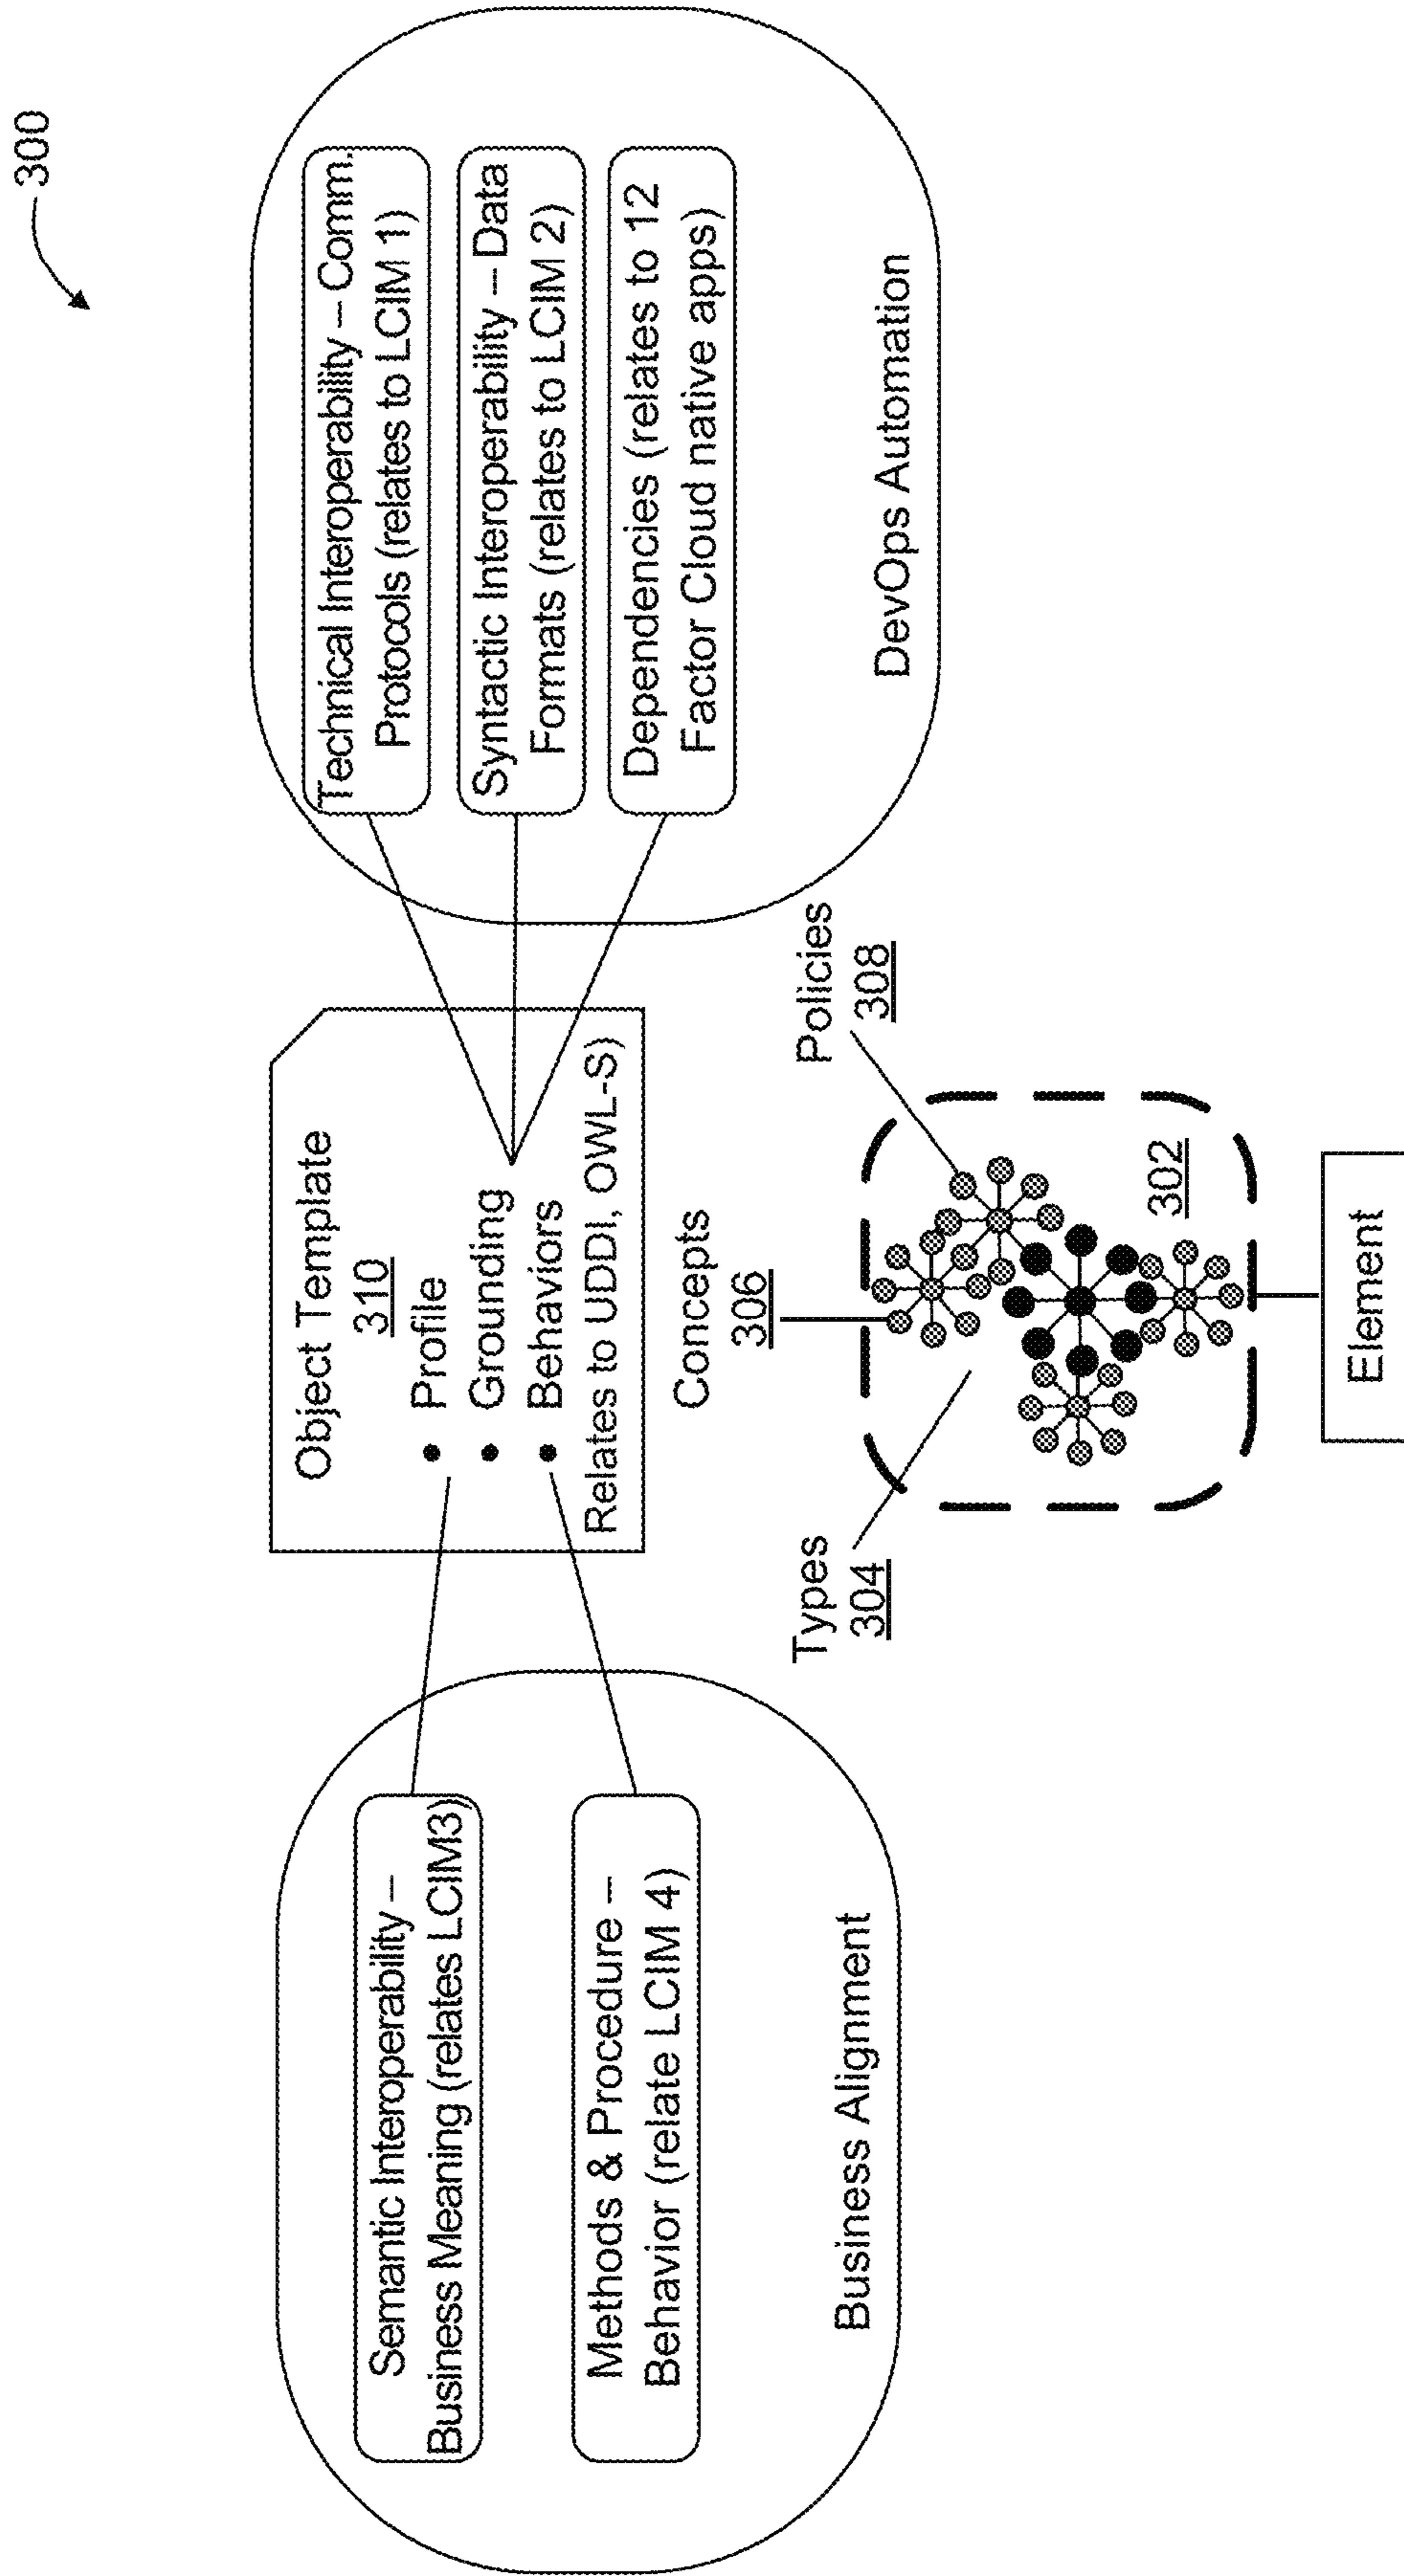 300
Semantic Interoperability –
Business Meaning (relates LCIM3)
Methods & Procedure –
Behavior (relate LCIM 4)
Business Alignment
Object Template
310
• Profile
• Grounding
• Behaviors
Relates to UDDI, OWL-S)
Technical Interoperability – Comm.
Protocols (relates to LCIM 1)
Syntactic Interoperability – Data
Formats (relates to LCIM 2)
Dependencies (relates to 12
Factor Cloud native apps)
DevOps Automation
Concepts
306
Types
304
Policies
308
302
Element